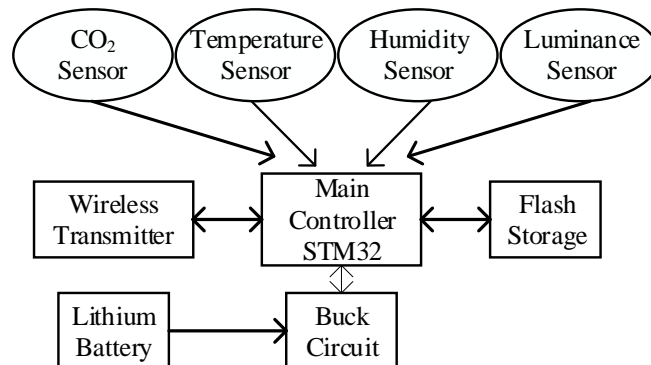 CO₂
Sensor
Temperature
Sensor
Humidity
Sensor
Luminance
Sensor
Wireless
Transmitter
Main
Controller
STM32
Flash
Storage
Lithium
Battery
Buck
Circuit